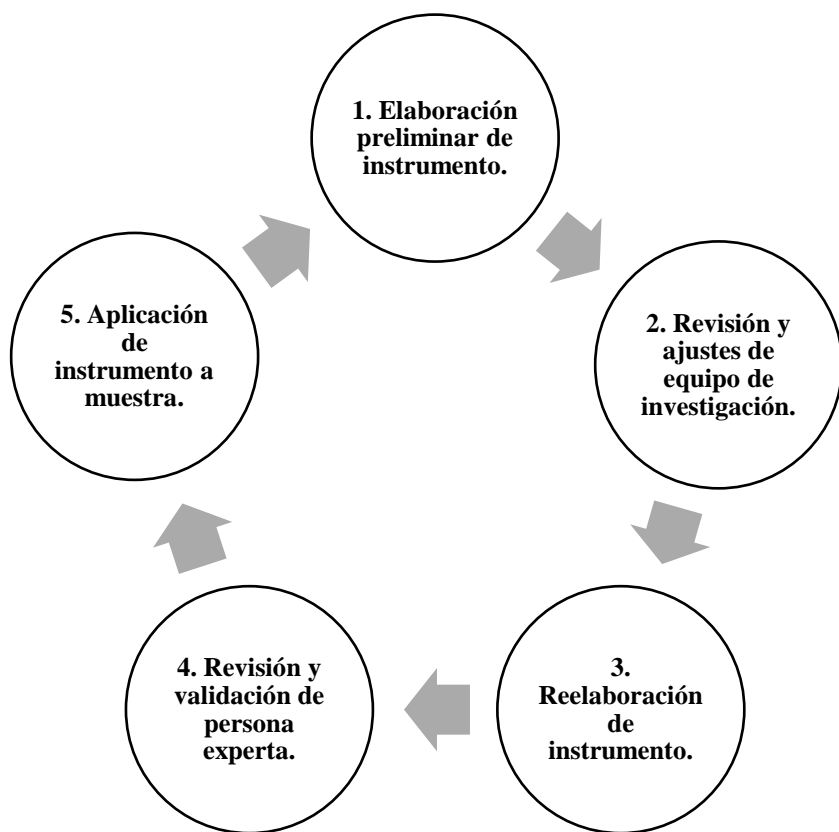 1. Elaboración
preliminar de
instrumento.
2. Revisión y
ajustes de
equipo de
investigación.
3.
Reelaboración
de
instrumento.
4. Revisión y
validación de
persona
experta.
5. Aplicación
de
instrumento a
muestra.